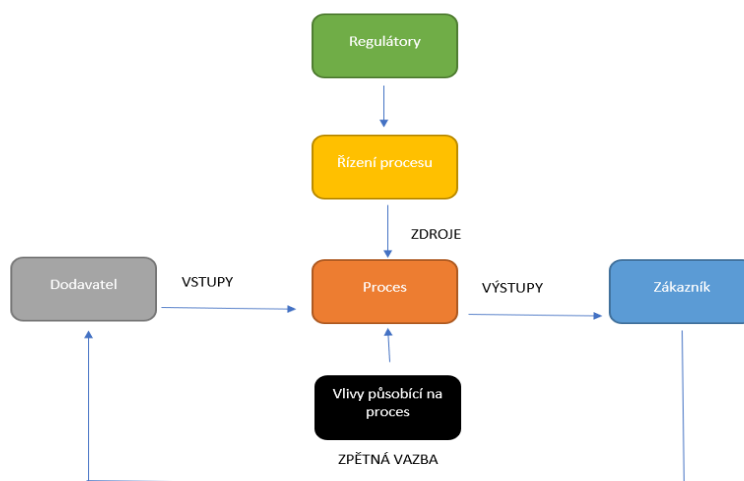 Regulátory
Řízení procesu
ZDROJE
Dodavatel
VSTUPY
Proces
VÝSTUPY
Zákazník
Vlivy působící na
proces
ZPĚTNÁ VAZBA